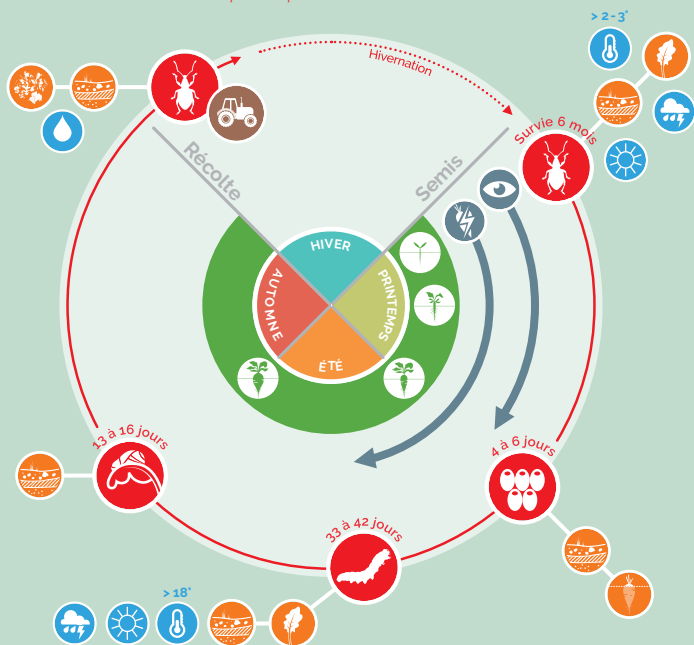 > 2-3°
Hivernation
Survie 6 mois
Récolte
Semis
HIVER
AUTOMNE
PRINTEMPS
ÉTÉ
13 à 16 jours
4 à 6 jours
33 à 42 jours
> 18°